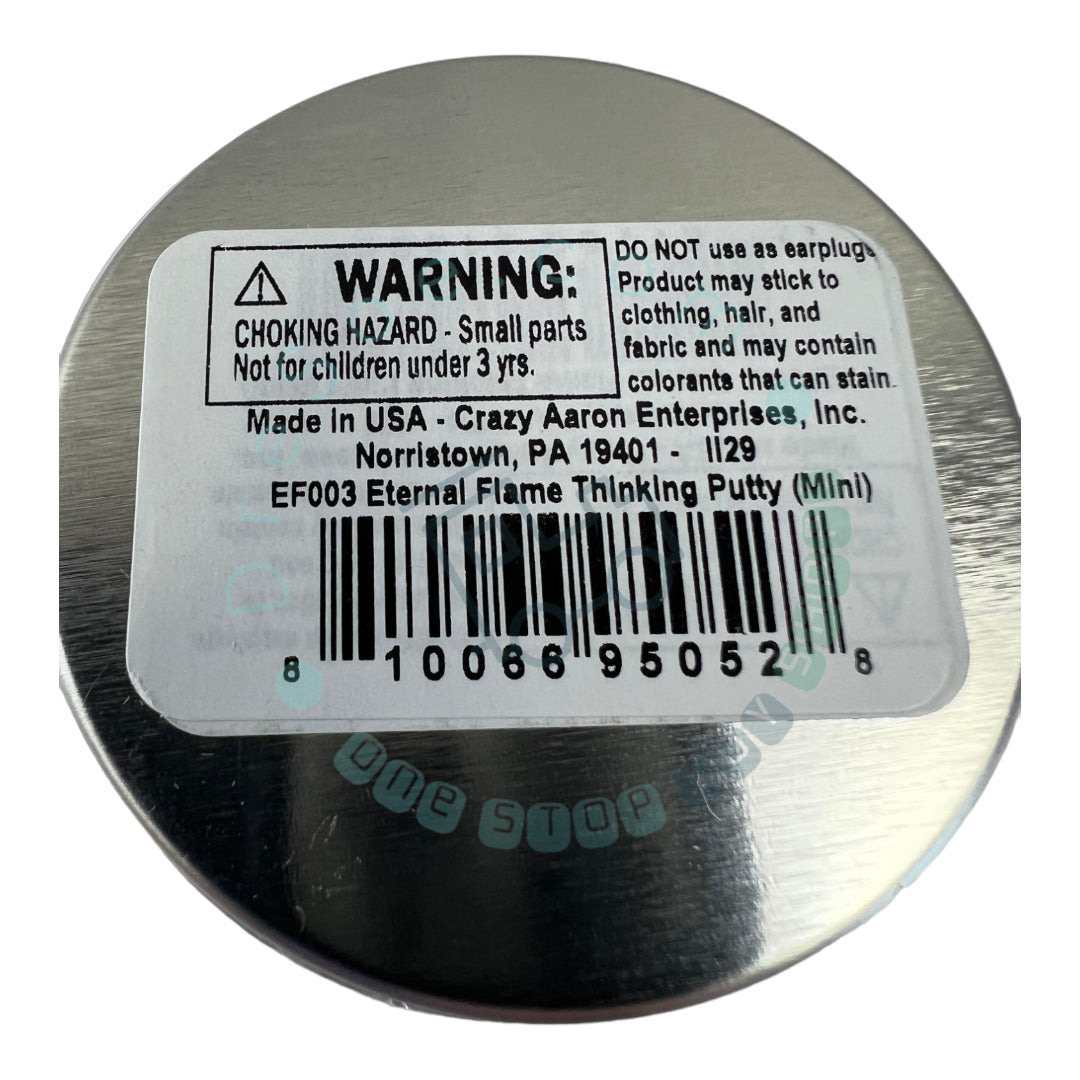 WARNING:
CHOKING HAZARD - Small parts
Not for children under 3 yrs.
DO NOT use as earplugs
Product may stick to
clothing, hair, and
fabric and may contain
colorants that can stain.
Made in USA - Crazy Aaron Enterprises, Inc.
Norristown, PA 19401 - II29
EF003 Eternal Flame Thinking Putty (Mini)
8 10066 95052 8
ONE STOP